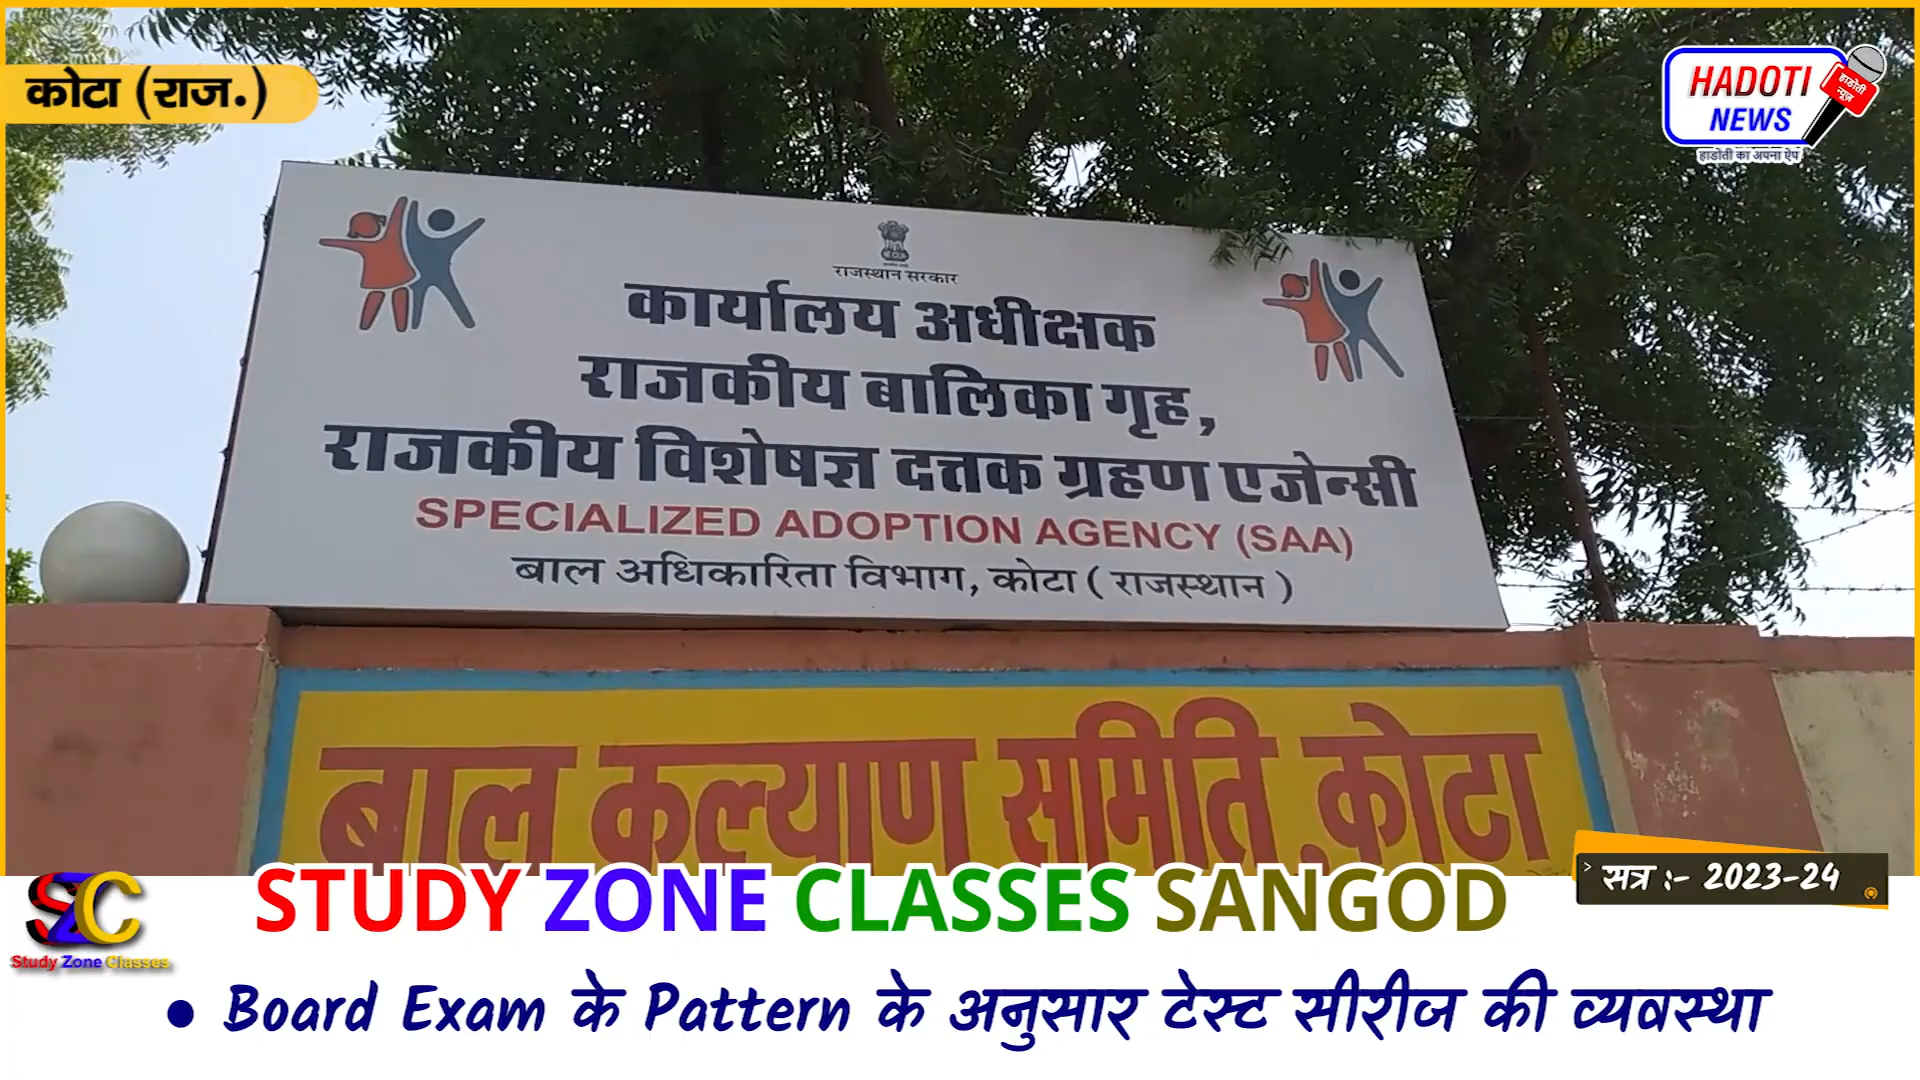 कोटा (राज.)
HADOTI
NEWS
हाडोती
न्यूज़
हाडोती का अपना ऐप
राजस्थान सरकार
कार्यालय अधीक्षक
राजकीय बालिका गृह,
राजकीय विशेषज्ञ दत्तक ग्रहण एजेन्सी
SPECIALIZED ADOPTION AGENCY (SAA)
बाल अधिकारिता विभाग, कोटा ( राजस्थान )
बाल कल्याण समिति, कोटा
सत्र :- 2023-24
SZC
Study Zone Classes
STUDY ZONE CLASSES SANGOD
• Board Exam के Pattern के अनुसार टेस्ट सीरीज की व्यवस्था